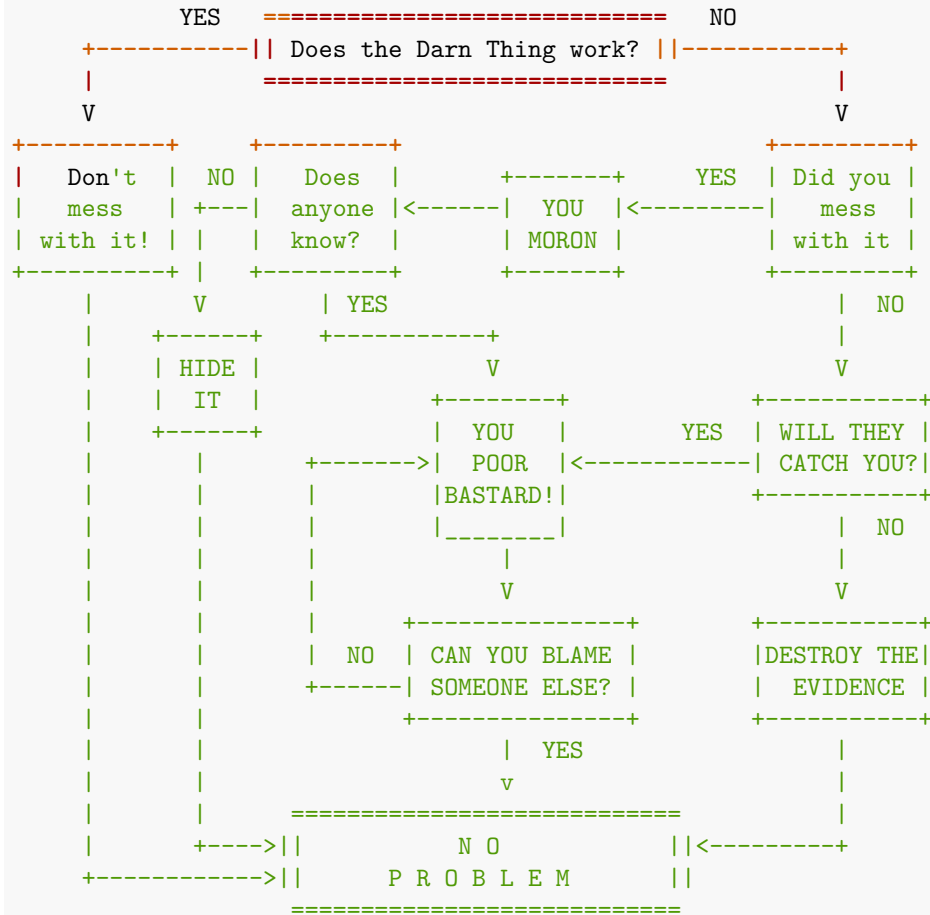 YES NO
Does the Darn Thing work?
V V
Don't NO Does YES Did you
mess anyone YOU mess
with it! know? MORON with it
V YES NO
HIDE V V
IT
YOU YES WILL THEY
POOR CATCH YOU?
BASTARD!
NO
V V
NO CAN YOU BLAME DESTROY THE
SOMEONE ELSE? EVIDENCE
YES
v
N O
P R O B L E M